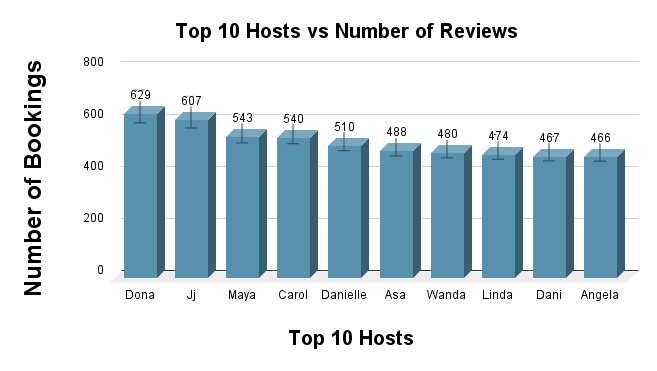 Top 10 Hosts vs Number of Reviews
Number of Bookings
800
600
400
200
0
629
607
543
540
510
488
480
474
467
466
Dona
Jj
Maya
Carol
Danielle
Asa
Wanda
Linda
Dani
Angela
Top 10 Hosts